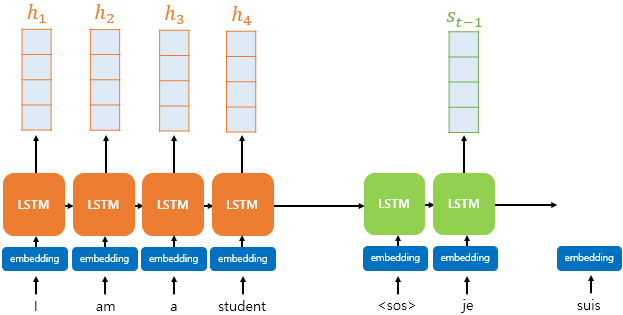 h₁ h₂ h₃ h₄ sₜ₋₁
LSTM LSTM LSTM LSTM LSTM LSTM
embedding embedding embedding embedding embedding embedding embedding
I am a student <sos> je suis